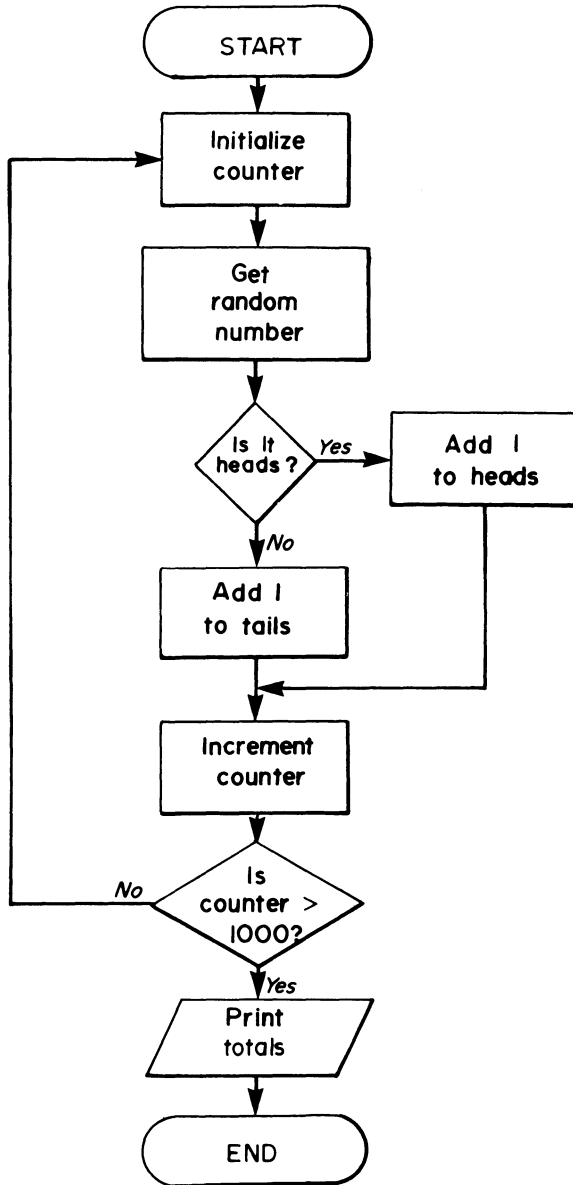 START
Initialize
counter
Get
random
number
Is It
heads?
Yes
Add 1
to heads
No
Add 1
to tails
Increment
counter
Is
counter >
1000?
No
Yes
Print
totals
END